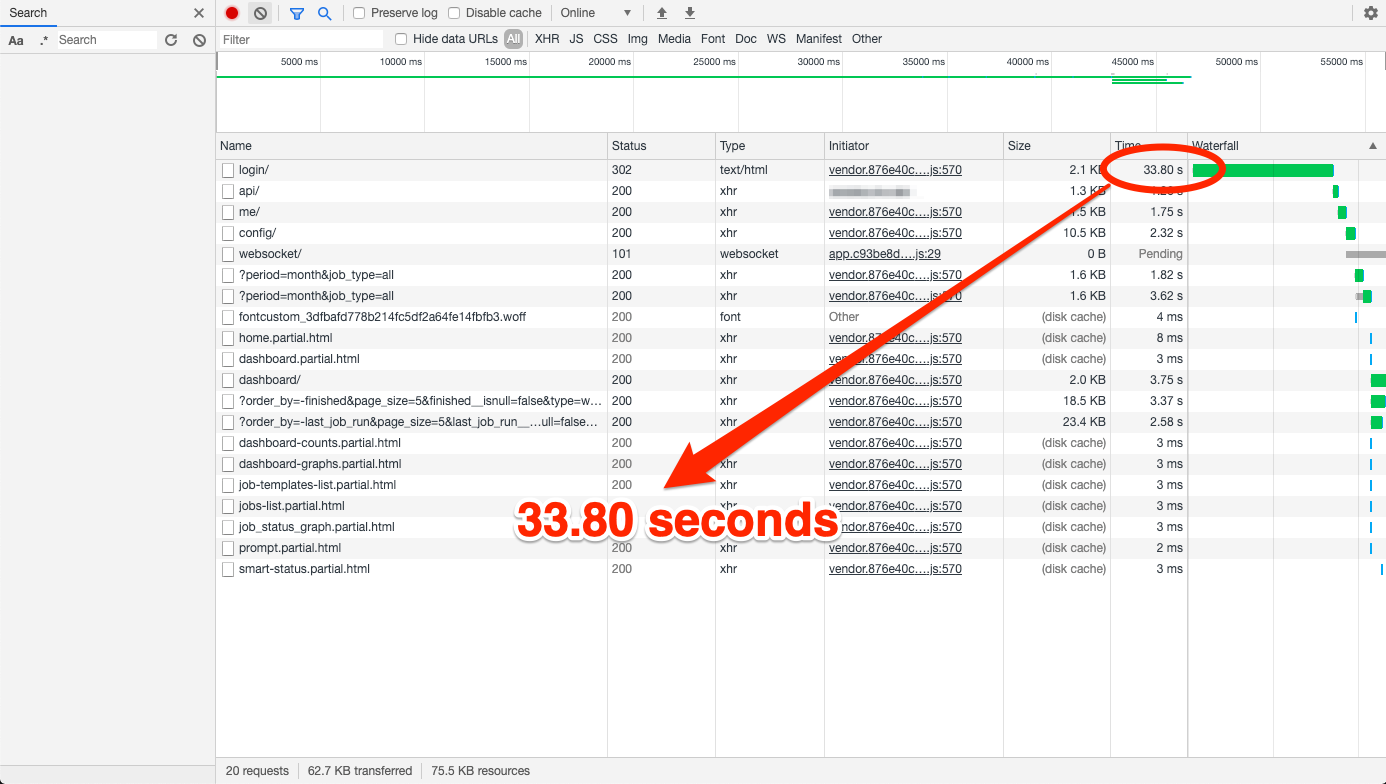 Search
Aa .* Search
Preserve log Disable cache Online
Filter Hide data URLs All XHR JS CSS Img Media Font Doc WS Manifest Other
5000 ms 10000 ms 15000 ms 20000 ms 25000 ms 30000 ms 35000 ms 40000 ms 45000 ms 50000 ms 55000 ms
Name Status Type Initiator Size Time Waterfall
login/ 302 text/html vendor.876e40c….js:570 2.1 KB 33.80 s
api/ 200 xhr 1.3 KB
me/ 200 xhr vendor.876e40c….js:570 1.5 KB 1.75 s
config/ 200 xhr vendor.876e40c….js:570 10.5 KB 2.32 s
websocket/ 101 websocket app.c93be8d….js:29 0 B Pending
?period=month&job_type=all 200 xhr vendor.876e40c….js:570 1.6 KB 1.82 s
?period=month&job_type=all 200 xhr vendor.876e40c….js:570 1.6 KB 3.62 s
fontcustom_3dfbafd778b214fc5df2a64fe14fbfb3.woff 200 font Other (disk cache) 4 ms
home.partial.html 200 xhr vendor.876e40c….js:570 (disk cache) 8 ms
dashboard.partial.html 200 xhr vendor.876e40c….js:570 (disk cache) 3 ms
dashboard/ 200 xhr vendor.876e40c….js:570 2.0 KB 3.75 s
?order_by=-finished&page_size=5&finished__isnull=false&type=w… 200 xhr vendor.876e40c….js:570 18.5 KB 3.37 s
?order_by=-last_job_run&page_size=5&last_job_run__…ull=false… 200 xhr vendor.876e40c….js:570 23.4 KB 2.58 s
dashboard-counts.partial.html 200 xhr vendor.876e40c….js:570 (disk cache) 3 ms
dashboard-graphs.partial.html 200 xhr vendor.876e40c….js:570 (disk cache) 3 ms
job-templates-list.partial.html 200 xhr vendor.876e40c….js:570 (disk cache) 3 ms
jobs-list.partial.html 200 xhr vendor.876e40c….js:570 (disk cache) 3 ms
33.80 seconds
job_status_graph.partial.html vendor.876e40c….js:570 (disk cache) 3 ms
prompt.partial.html 200 xhr vendor.876e40c….js:570 (disk cache) 2 ms
smart-status.partial.html 200 xhr vendor.876e40c….js:570 (disk cache) 3 ms
20 requests 62.7 KB transferred 75.5 KB resources